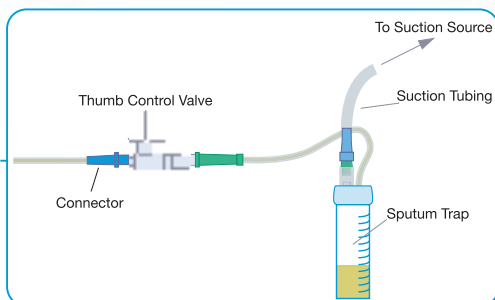 To Suction Source
Suction Tubing
Thumb Control Valve
Connector
Sputum Trap